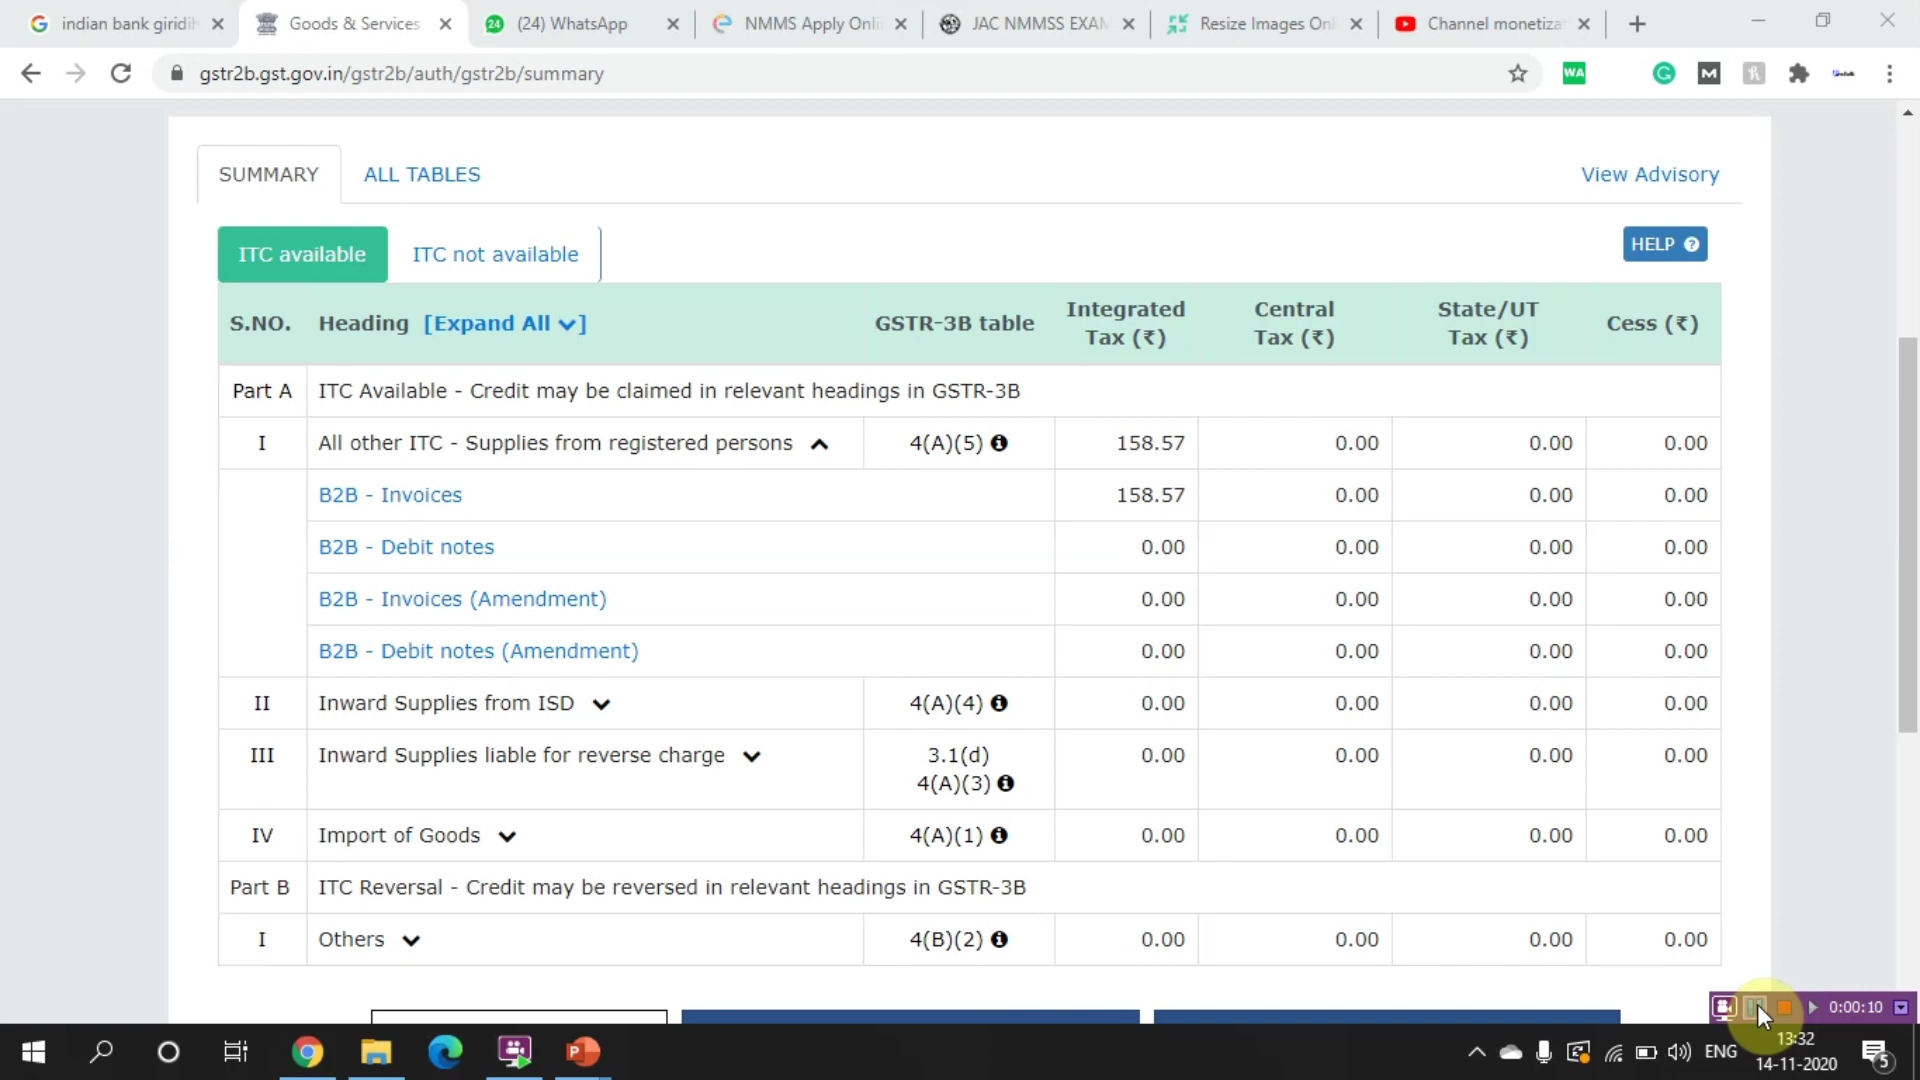 indian bank giridih
Goods & Services
24
(24) WhatsApp
NMMS Apply Onli
JAC NMMSS EXAM
Resize Images Onl
Channel monetiza
gstr2b.gst.gov.in/gstr2b/auth/gstr2b/summary
WA
SUMMARY
ALL TABLES
View Advisory
ITC available
ITC not available
HELP ?
S.NO. Heading [Expand All] GSTR-3B table Integrated Tax (₹) Central Tax (₹) State/UT Tax (₹) Cess (₹)
Part A ITC Available - Credit may be claimed in relevant headings in GSTR-3B
I All other ITC - Supplies from registered persons 4(A)(5) 158.57 0.00 0.00 0.00
B2B - Invoices 158.57 0.00 0.00 0.00
B2B - Debit notes 0.00 0.00 0.00 0.00
B2B - Invoices (Amendment) 0.00 0.00 0.00 0.00
B2B - Debit notes (Amendment) 0.00 0.00 0.00 0.00
II Inward Supplies from ISD 4(A)(4) 0.00 0.00 0.00 0.00
III Inward Supplies liable for reverse charge 3.1(d) 0.00 0.00 0.00 0.00
4(A)(3)
IV Import of Goods 4(A)(1) 0.00 0.00 0.00 0.00
Part B ITC Reversal - Credit may be reversed in relevant headings in GSTR-3B
I Others 4(B)(2) 0.00 0.00 0.00 0.00
0:00:10
ENG
13:32
14-11-2020
5